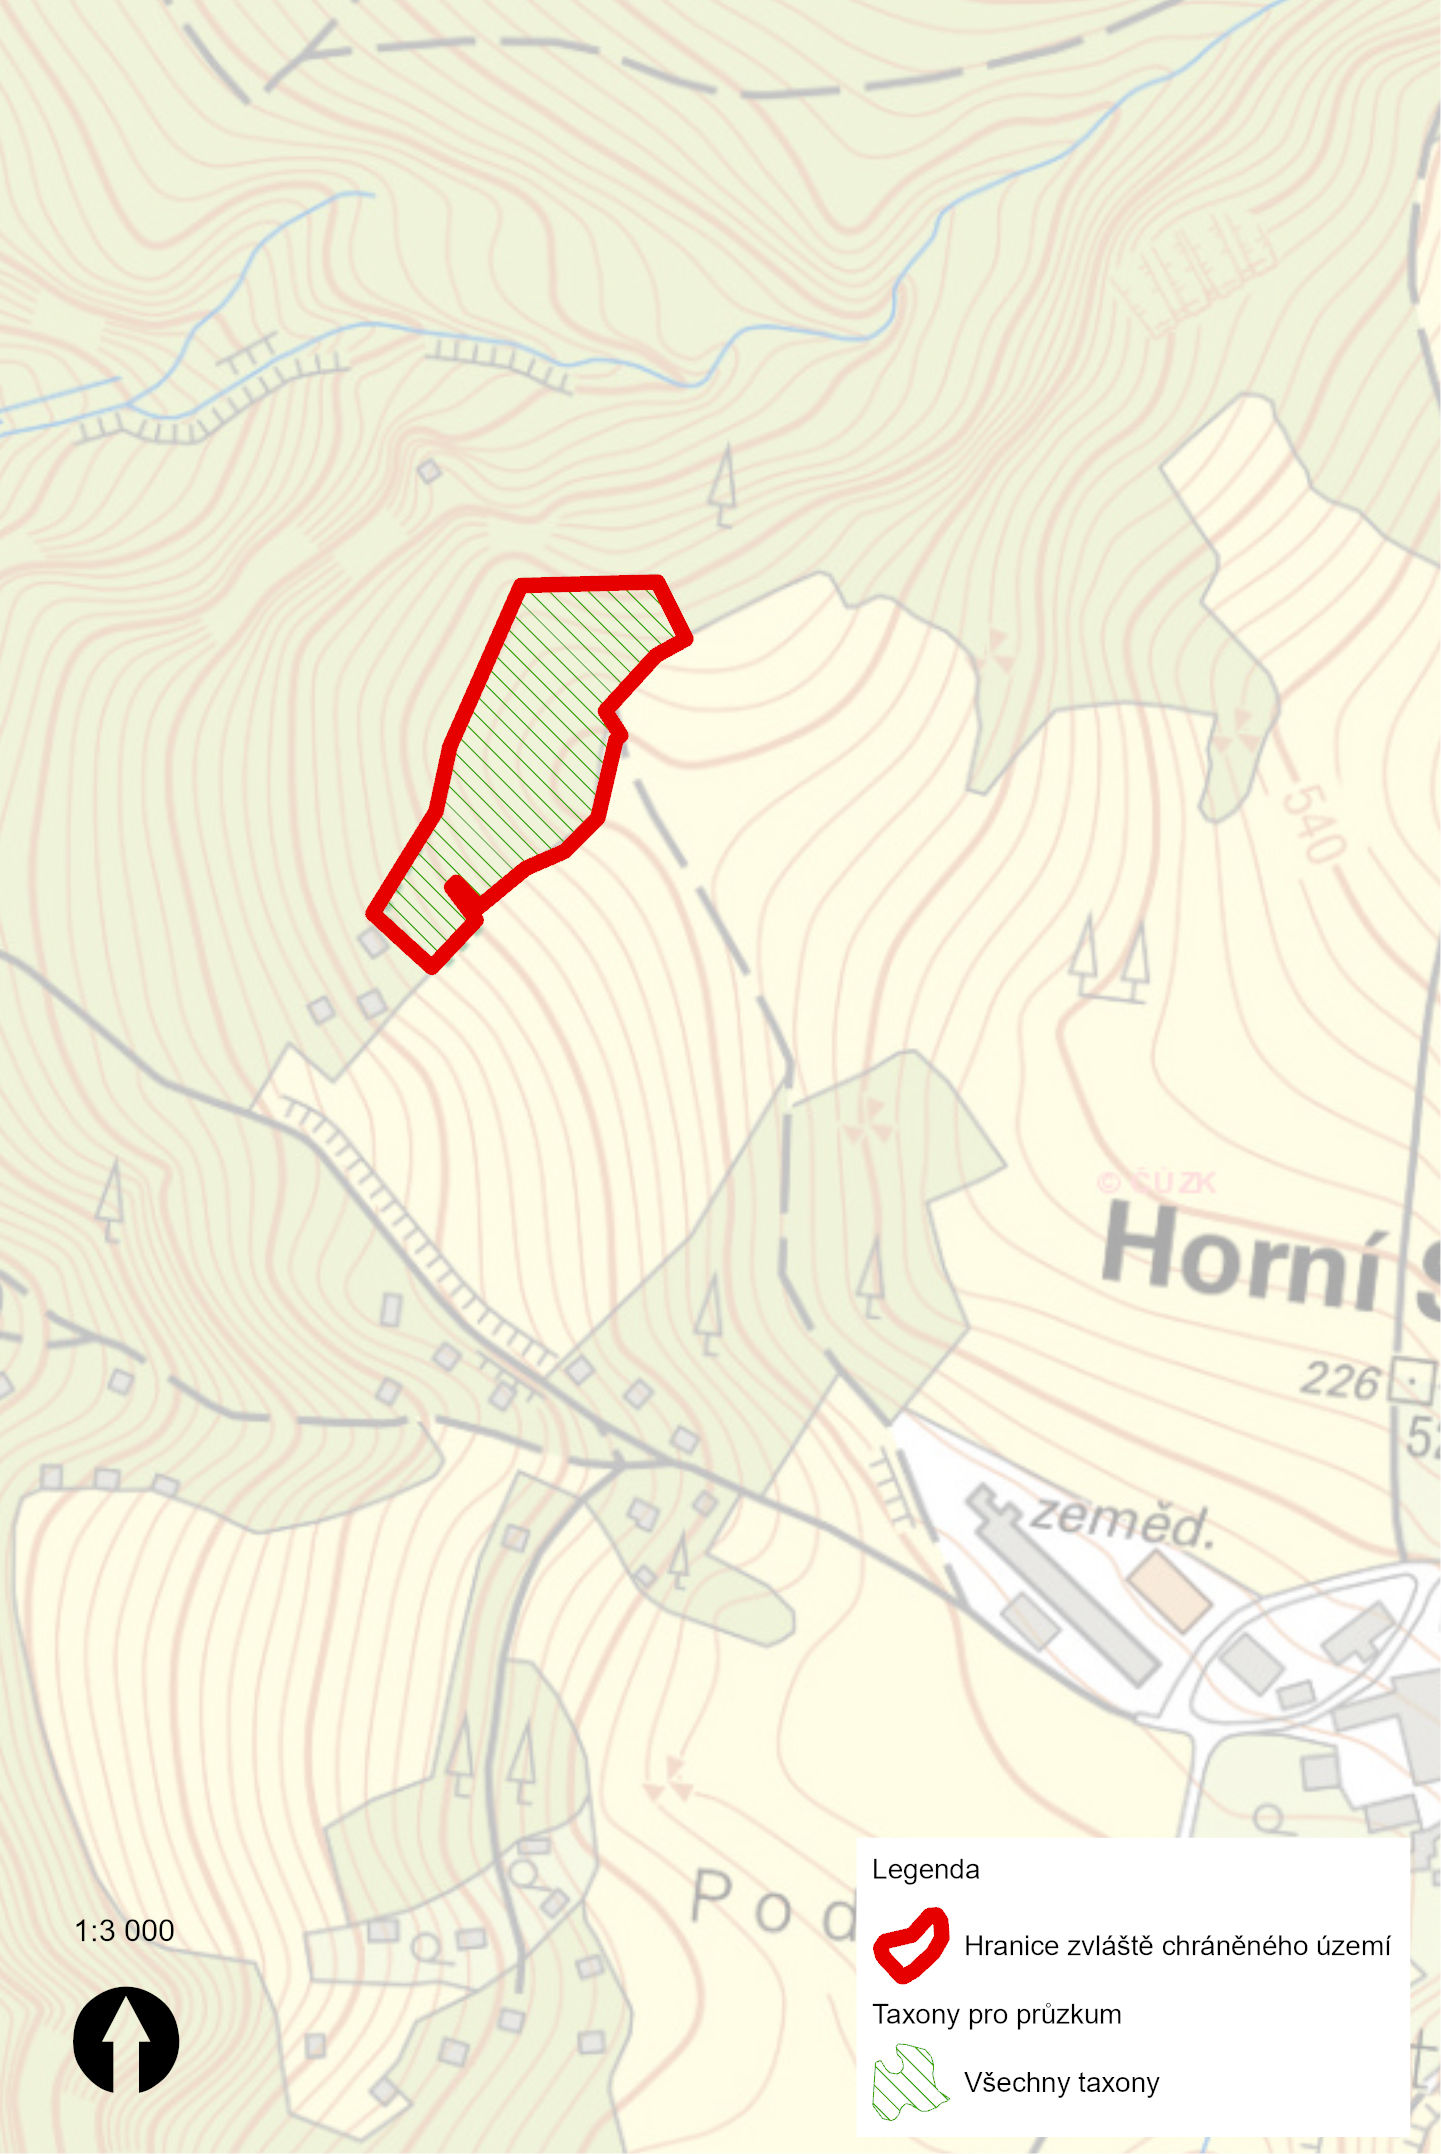 540
© ČÚZK
Horní
226
zeměd.
Pod
Legenda
Hranice zvláště chráněného území
Taxony pro průzkum
Všechny taxony
1:3 000